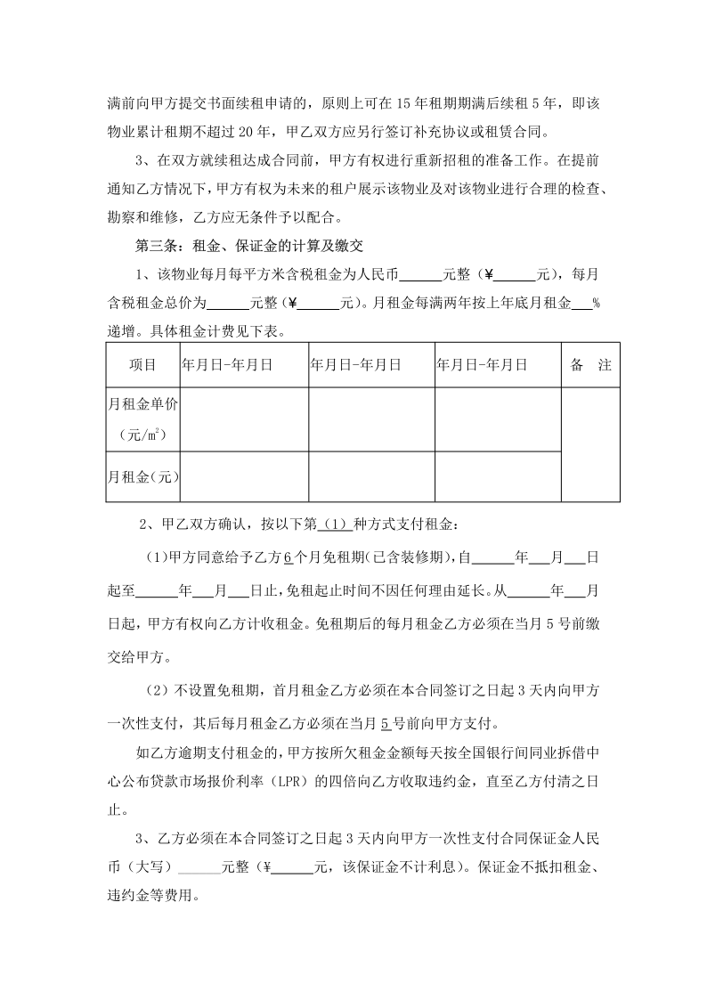 满前向甲方提交书面续租申请的，原则上可在 15 年租期期满后续租 5 年，即该
物业累计租期不超过 20 年，甲乙双方应另行签订补充协议或租赁合同。
3、在双方就续租达成合同前，甲方有权进行重新招租的准备工作。在提前
通知乙方情况下，甲方有权为未来的租户展示该物业及对该物业进行合理的检查、
勘察和维修，乙方应无条件予以配合。
第三条：租金、保证金的计算及缴交
1、该物业每月每平方米含税租金为人民币______元整（¥______元），每月
含税租金总价为______元整（¥______元）。月租金每满两年按上年底月租金___%
递增。具体租金计费见下表。
项目 年月日-年月日 年月日-年月日 年月日-年月日 备 注
月租金单价
（元/m²）
月租金（元）
2、甲乙双方确认，按以下第（1）种方式支付租金：
（1）甲方同意给予乙方 6 个月免租期（已含装修期），自______年___月___日
起至______年___月___日止，免租起止时间不因任何理由延长。从______年___月
日起，甲方有权向乙方计收租金。免租期后的每月租金乙方必须在当月 5 号前缴
交给甲方。
（2）不设置免租期，首月租金乙方必须在本合同签订之日起 3 天内向甲方
一次性支付，其后每月租金乙方必须在当月 5 号前向甲方支付。
如乙方逾期支付租金的，甲方按所欠租金金额每天按全国银行间同业拆借中
心公布贷款市场报价利率（LPR）的四倍向乙方收取违约金，直至乙方付清之日
止。
3、乙方必须在本合同签订之日起 3 天内向甲方一次性支付合同保证金人民
币（大写）______元整（¥______元，该保证金不计利息）。保证金不抵扣租金、
违约金等费用。